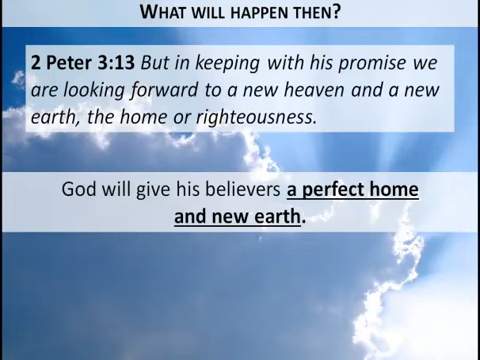 WHAT WILL HAPPEN THEN?
2 Peter 3:13 But in keeping with his promise we
are looking forward to a new heaven and a new
earth, the home or righteousness.
God will give his believers a perfect home
and new earth.